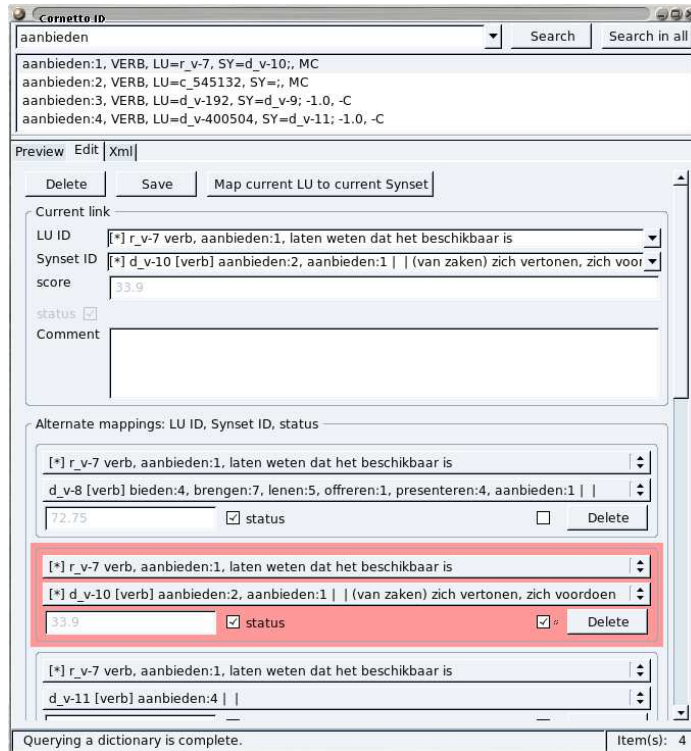 Cornetto ID
aanbieden Search Search in all
aanbieden:1, VERB, LU=r_v-7, SY=d_v-10;, MC
aanbieden:2, VERB, LU=c_545132, SY=;, MC
aanbieden:3, VERB, LU=d_v-192, SY=d_v-9; -1.0, -C
aanbieden:4, VERB, LU=d_v-400504, SY=d_v-11; -1.0, -C
Preview Edit Xml
Delete Save Map current LU to current Synset
Current link
LU ID [*] r_v-7 verb, aanbieden:1, laten weten dat het beschikbaar is
Synset ID [*] d_v-10 [verb] aanbieden:2, aanbieden:1 | | (van zaken) zich vertonen, zich voor
score 33.9
status
Comment
Alternate mappings: LU ID, Synset ID, status
[*] r_v-7 verb, aanbieden:1, laten weten dat het beschikbaar is
d_v-8 [verb] bieden:4, brengen:7, lenen:5, offreren:1, presenteren:4, aanbieden:1 | |
72.75 status Delete
[*] r_v-7 verb, aanbieden:1, laten weten dat het beschikbaar is
[*] d_v-10 [verb] aanbieden:2, aanbieden:1 | | (van zaken) zich vertonen, zich voordoen
33.9 status Delete
[*] r_v-7 verb, aanbieden:1, laten weten dat het beschikbaar is
d_v-11 [verb] aanbieden:4 | |
Querying a dictionary is complete. Item(s): 4